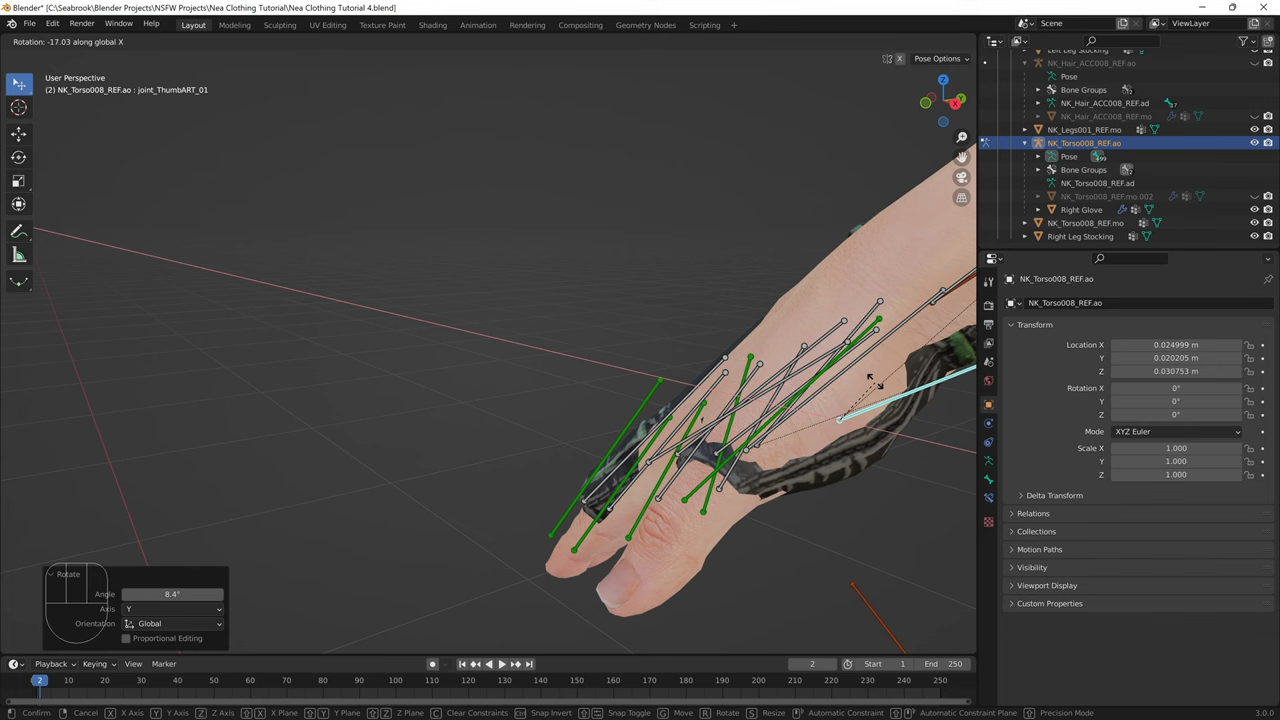 Blender* [C:\Seabrook\Blender Projects\NSFW Projects\Nea Clothing Tutorial\Nea Clothing Tutorial 4.blend]
File Edit Render Window Help Layout Modeling Sculpting UV Editing Texture Paint Shading Animation Rendering Compositing Geometry Nodes Scripting Scene ViewLayer
Rotation: -17.03 along global X
X Pose Options
User Perspective
(2) NK_Torso008_REF.ao : joint_ThumbART_01
Z
Y
X
Left Leg Stocking
NK_Hair_ACC008_REF.ao
Pose
Bone Groups
NK_Hair_ACC008_REF.ad
NK_Hair_ACC008_REF.mo
NK_Legs001_REF.mo
NK_Torso008_REF.ao
Pose
Bone Groups
NK_Torso008_REF.ad
NK_Torso008_REF.mo.002
Right Glove
NK_Torso008_REF.mo
Right Leg Stocking
NK_Torso008_REF.ao
NK_Torso008_REF.ao
Transform
Location X 0.024999 m
Y 0.020205 m
Z 0.030753 m
Rotation X 0°
Y 0°
Z 0°
Mode XYZ Euler
Scale X 1.000
Y 1.000
Z 1.000
Delta Transform
Relations
Collections
Motion Paths
Visibility
Viewport Display
Custom Properties
Rotate
Angle 8.4°
Axis Y
Orientation Global
Proportional Editing
Playback Keying View Marker 2 Start 1 End 250
2 10 20 30 40 50 60 70 80 90 100 110 120 130 140 150 160 170 180 190 200 210 220 230 240 250
Confirm Cancel X X Axis Y Y Axis Z Z Axis X X Plane Y Y Plane Z Z Plane C Clear Constraints Snap Invert Snap Toggle G Move R Rotate S Resize Automatic Constraint Automatic Constraint Plane Precision Mode 3.0.0